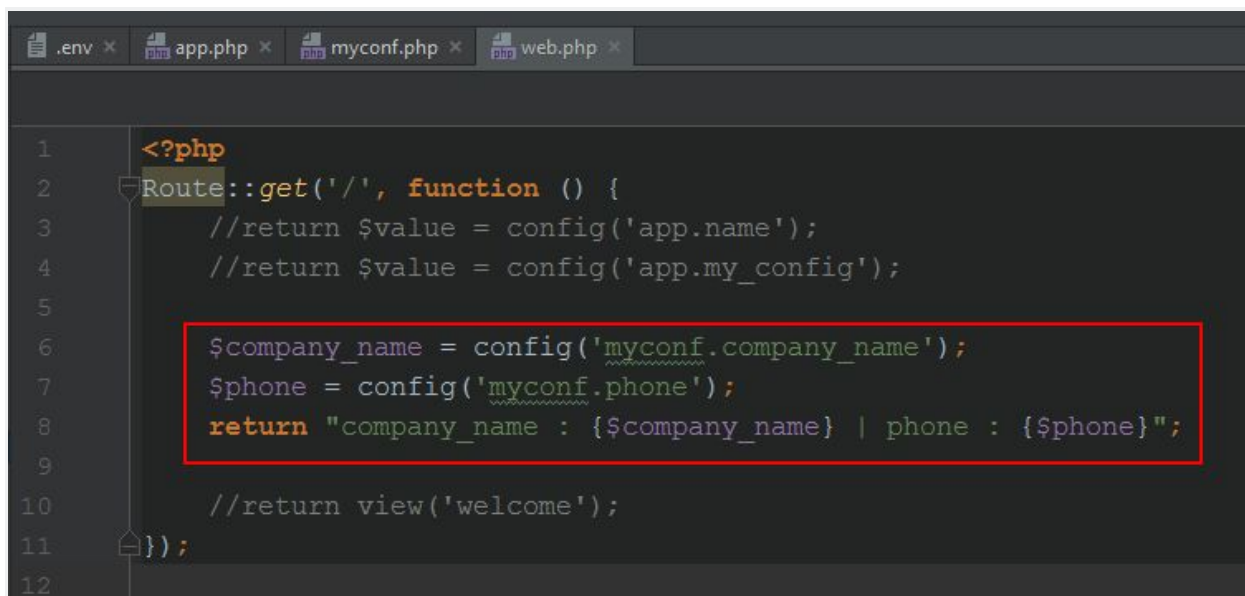 .env app.php myconf.php web.php
1 <?php
2 Route::get('/', function () {
3 //return $value = config('app.name');
4 //return $value = config('app.my_config');
5
6 $company_name = config('myconf.company_name');
7 $phone = config('myconf.phone');
8 return "company_name : {$company_name} | phone : {$phone}";
9
10 //return view('welcome');
11 });
12